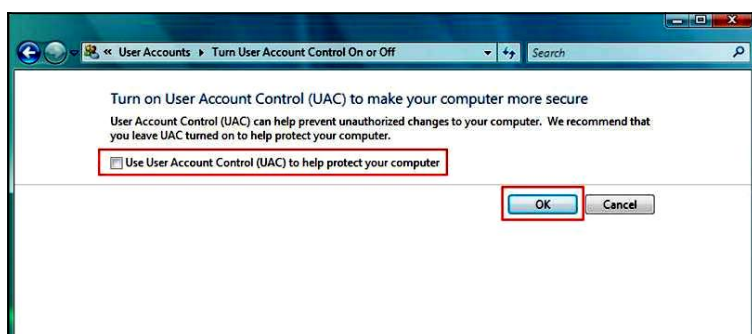 « User Accounts ▸ Turn User Account Control On or Off
Search
Turn on User Account Control (UAC) to make your computer more secure
User Account Control (UAC) can help prevent unauthorized changes to your computer. We recommend that
you leave UAC turned on to help protect your computer.
Use User Account Control (UAC) to help protect your computer
OK
Cancel